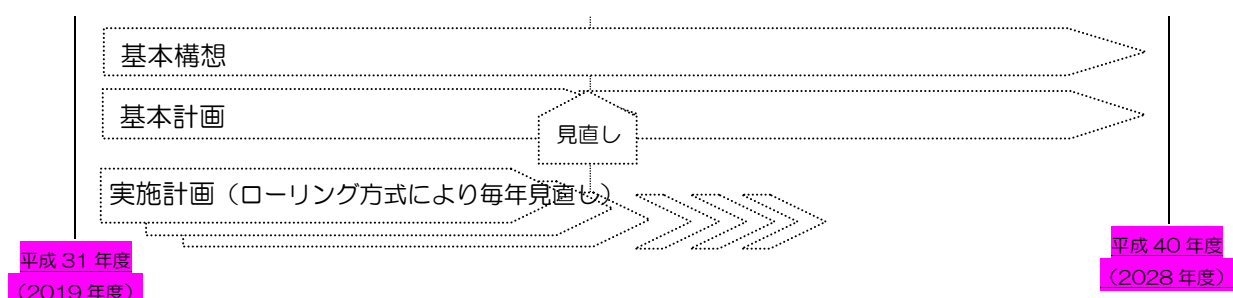 基本構想
基本計画
見直し
実施計画（ローリング方式により毎年見直し）
平成 31 年度
（2019 年度）
平成 40 年度
（2028 年度）